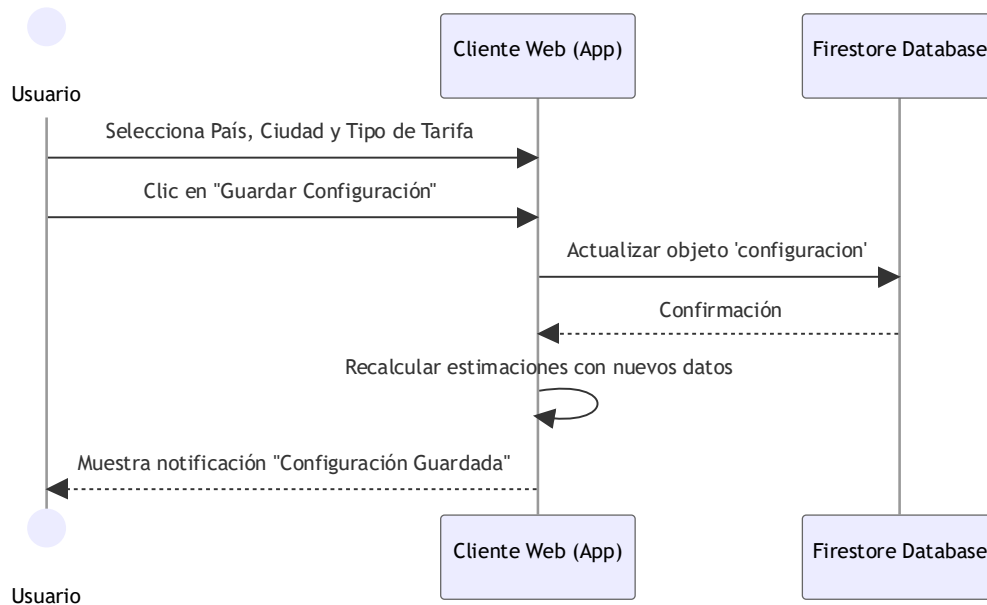 Cliente Web (App)
Firestore Database
Usuario
Selecciona País, Ciudad y Tipo de Tarifa
Clic en "Guardar Configuración"
Actualizar objeto 'configuracion'
Confirmación
Recalcular estimaciones con nuevos datos
Muestra notificación "Configuración Guardada"
Cliente Web (App)
Firestore Database
Usuario